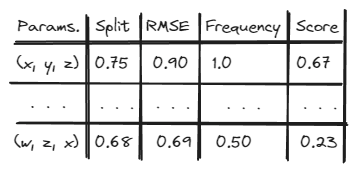 Params. Split RMSE Frequency Score
(x, y, z) 0.75 0.90 1.0 0.67
. . . . . . . . . . . . . . .
(w, z, x) 0.68 0.69 0.50 0.23